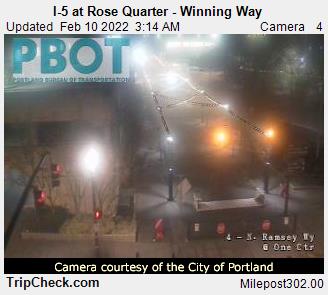 I-5 at Rose Quarter - Winning Way
Updated Feb 10 2022 3:14 AM Camera 4
PBOT
PORTLAND BUREAU OF TRANSPORTATION
4 - N. Ramsey Wy
@ One Ctr
Camera courtesy of the City of Portland
TripCheck.com Milepost302.00